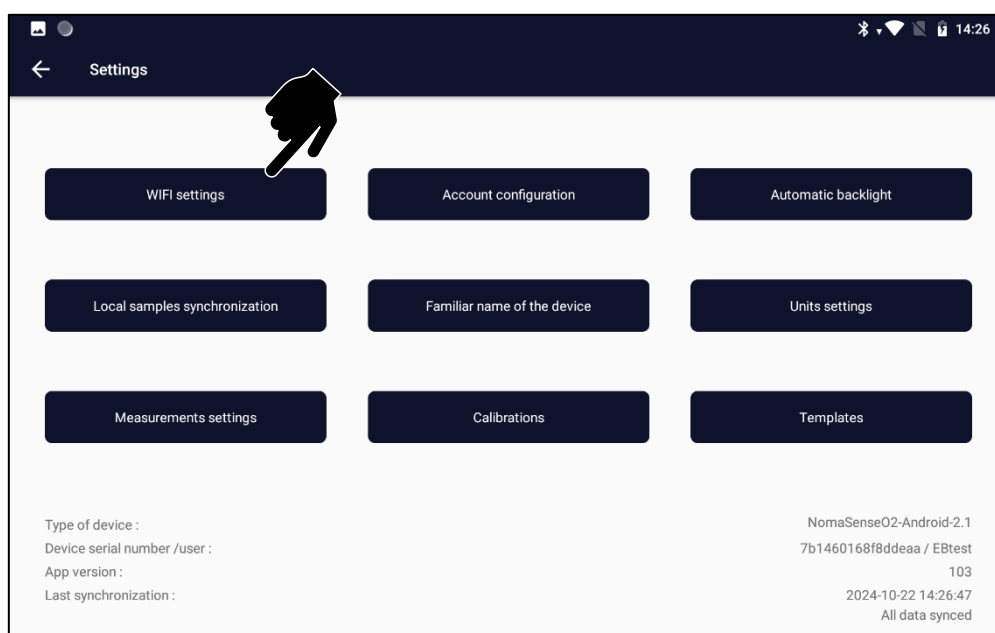 14:26
Settings
WIFI settings
Account configuration
Automatic backlight
Local samples synchronization
Familiar name of the device
Units settings
Measurements settings
Calibrations
Templates
Type of device : NomaSenseO2-Android-2.1
Device serial number /user : 7b1460168f8ddeaa / EBtest
App version : 103
Last synchronization : 2024-10-22 14:26:47
All data synced